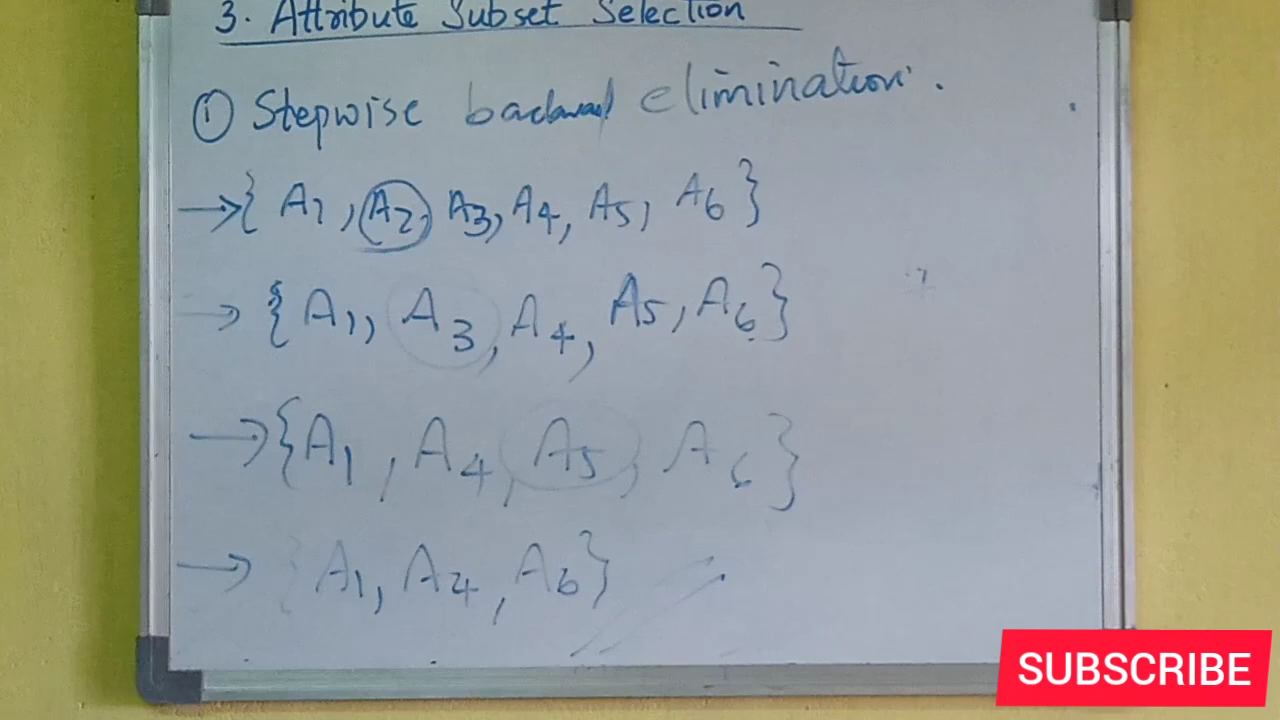 3. Attribute Subset Selection
① Stepwise backward elimination.
→ { A1, A2, A3, A4, A5, A6 }
→ { A1, A3, A4, A5, A6 }
→ { A1, A4, A5, A6 }
→ { A1, A4, A6 }
SUBSCRIBE